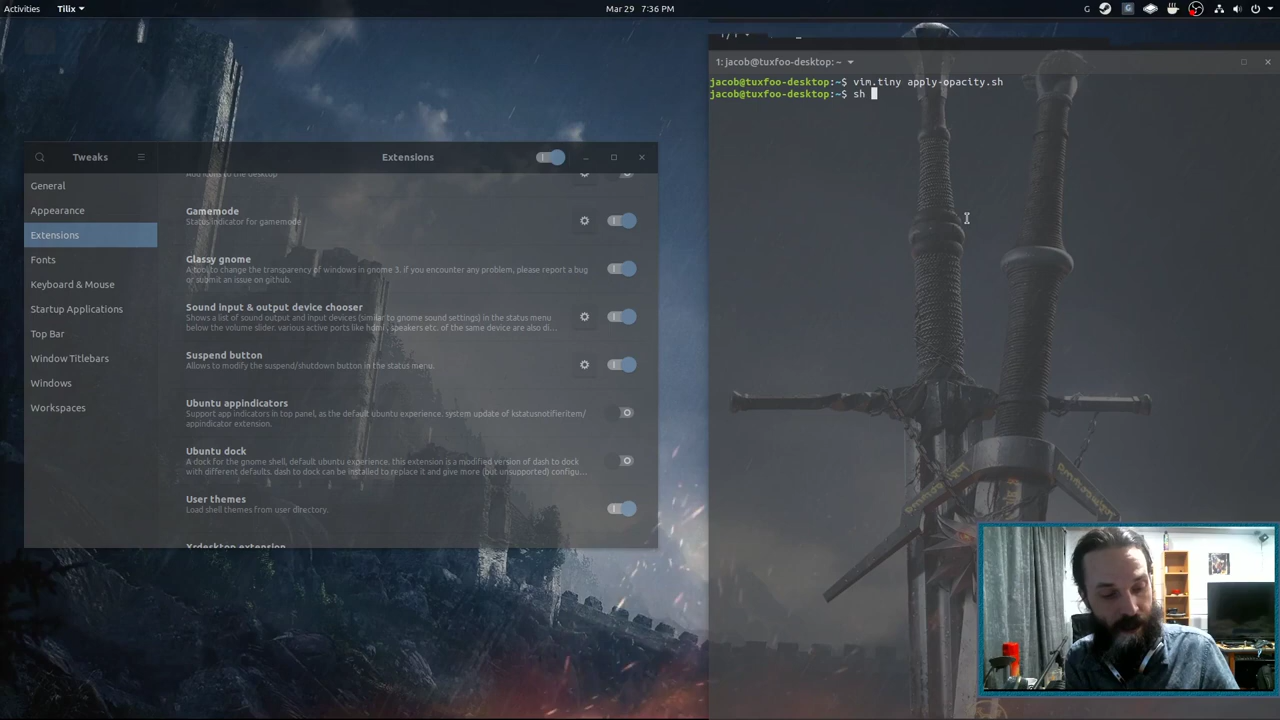 Activities
Tilix
Mar 29  7:36 PM
1: jacob@tuxfoo-desktop: ~
jacob@tuxfoo-desktop:~$ vim.tiny apply-opacity.sh
jacob@tuxfoo-desktop:~$ sh
Tweaks
Extensions
General
Appearance
Extensions
Fonts
Keyboard & Mouse
Startup Applications
Top Bar
Window Titlebars
Windows
Workspaces
Add icons to the desktop
Gamemode
Status indicator for gamemode
Glassy gnome
A tool to change the transparency of windows in gnome 3. if you encounter any problem, please report a bug
or submit an issue on github.
Sound input & output device chooser
Shows a list of sound output and input devices (similar to gnome sound settings) in the status menu
below the volume slider. various active ports like hdmi , speakers etc. of the same device are also di...
Suspend button
Allows to modify the suspend/shutdown button in the status menu.
Ubuntu appindicators
Support app indicators in top panel, as the default ubuntu experience. system update of kstatusnotifieritem/
appindicator extension.
Ubuntu dock
A dock for the gnome shell, default ubuntu experience. this extension is a modified version of dash to dock
with different defaults. dash to dock can be installed to replace it and give more (but unsupported) configu...
User themes
Load shell themes from user directory.
Xrdesktop extension